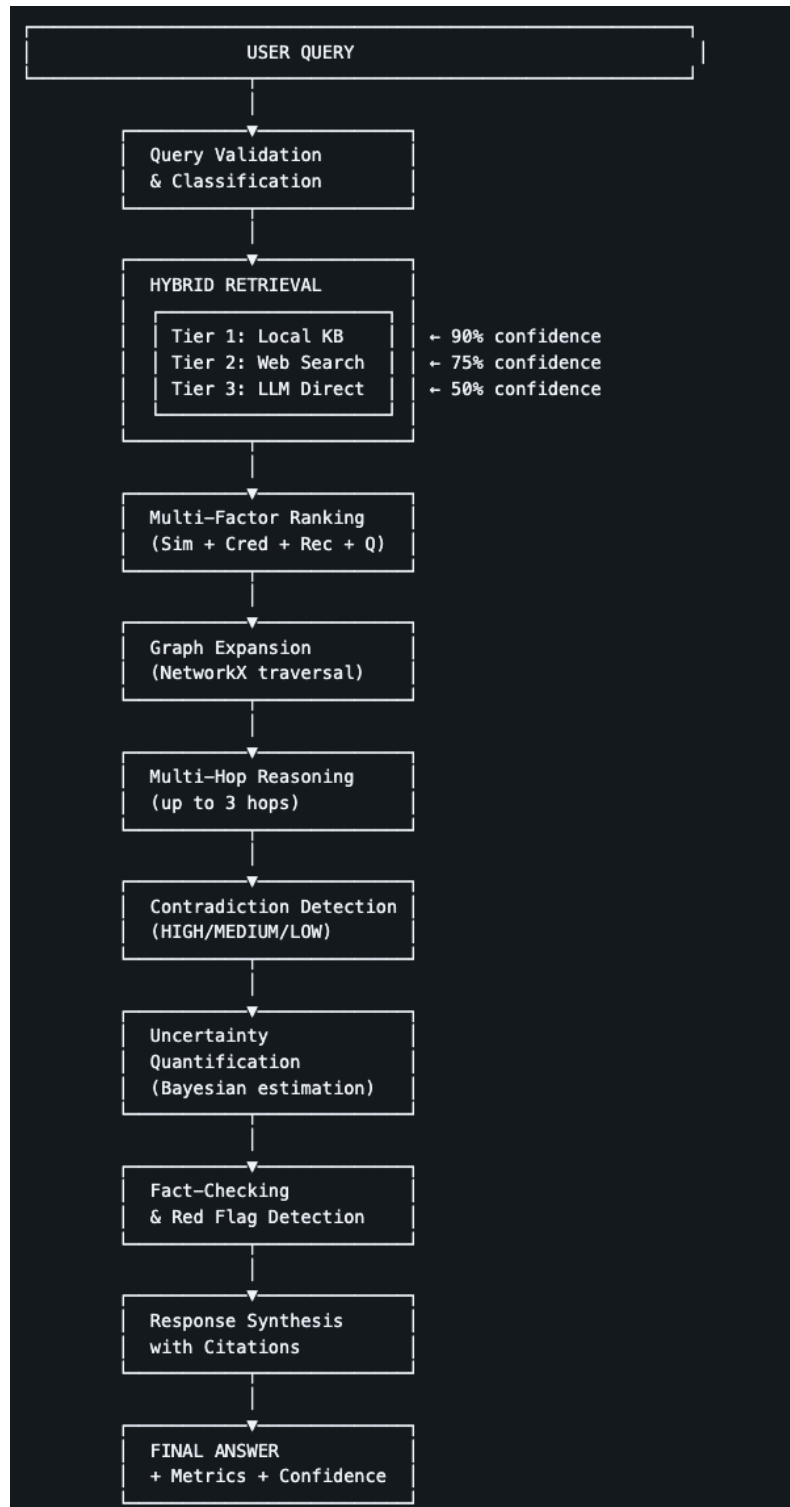 USER QUERY
Query Validation
& Classification
HYBRID RETRIEVAL
Tier 1: Local KB ← 90% confidence
Tier 2: Web Search ← 75% confidence
Tier 3: LLM Direct ← 50% confidence
Multi-Factor Ranking
(Sim + Cred + Rec + Q)
Graph Expansion
(NetworkX traversal)
Multi-Hop Reasoning
(up to 3 hops)
Contradiction Detection
(HIGH/MEDIUM/LOW)
Uncertainty
Quantification
(Bayesian estimation)
Fact-Checking
& Red Flag Detection
Response Synthesis
with Citations
FINAL ANSWER
+ Metrics + Confidence